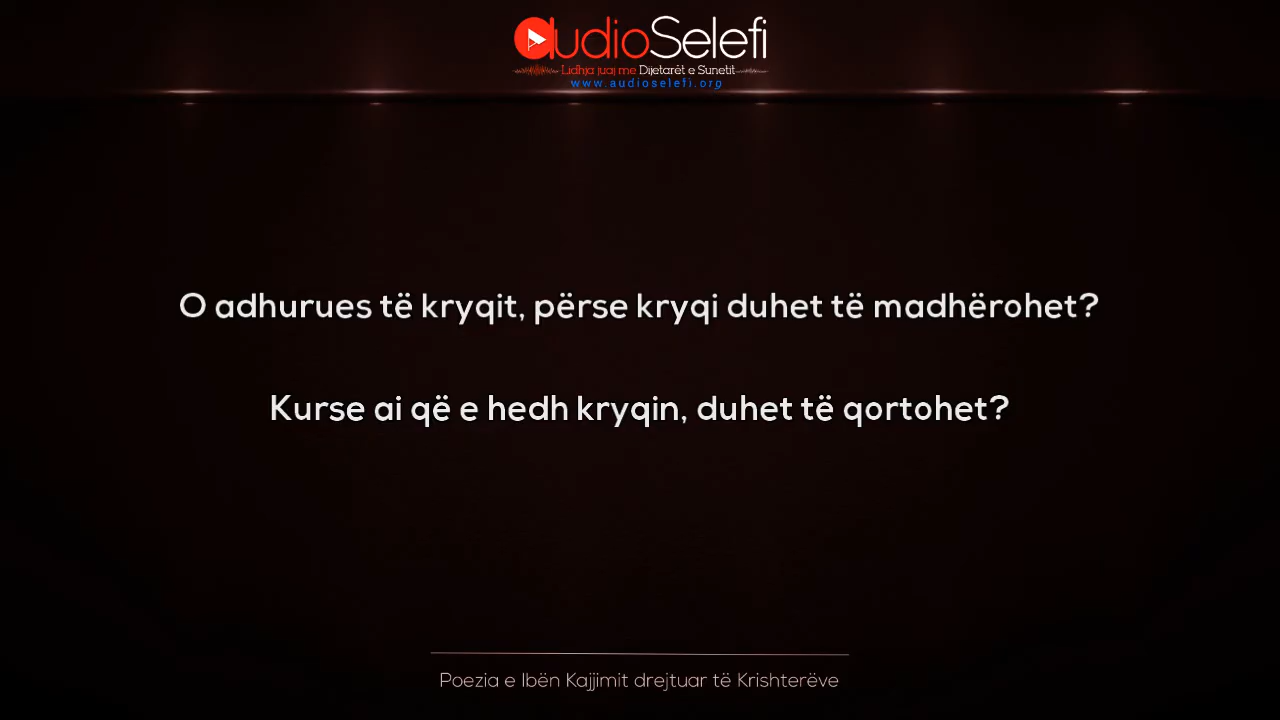 audioSelefi
Lidhja juaj me Dijetarët e Sunetit
www.audioselefi.org
O adhurues të kryqit, përse kryqi duhet të madhërohet?
Kurse ai që e hedh kryqin, duhet të qortohet?
Poezia e Ibën Kajjimit drejtuar të Krishterëve